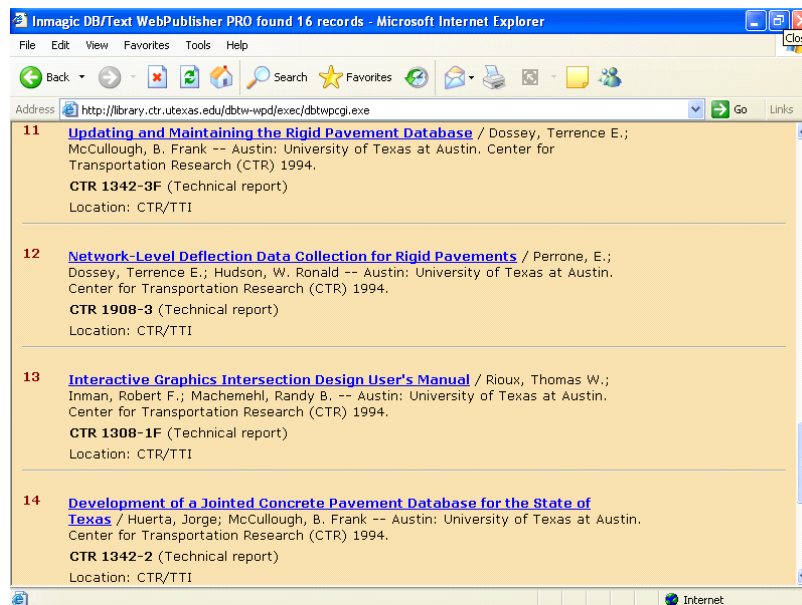 Inmagic DB/Text WebPublisher PRO found 16 records - Microsoft Internet Explorer
File Edit View Favorites Tools Help
Back Search Favorites
Address http://library.ctr.utexas.edu/dbtw-wpd/exec/dbtwpcgi.exe Go Links
11 Updating and Maintaining the Rigid Pavement Database / Dossey, Terrence E.;
McCullough, B. Frank -- Austin: University of Texas at Austin. Center for
Transportation Research (CTR) 1994.
CTR 1342-3F (Technical report)
Location: CTR/TTI
12 Network-Level Deflection Data Collection for Rigid Pavements / Perrone, E.;
Dossey, Terrence E.; Hudson, W. Ronald -- Austin: University of Texas at Austin.
Center for Transportation Research (CTR) 1994.
CTR 1908-3 (Technical report)
Location: CTR/TTI
13 Interactive Graphics Intersection Design User's Manual / Rioux, Thomas W.;
Inman, Robert F.; Machemehl, Randy B. -- Austin: University of Texas at Austin.
Center for Transportation Research (CTR) 1994.
CTR 1308-1F (Technical report)
Location: CTR/TTI
14 Development of a Jointed Concrete Pavement Database for the State of
Texas / Huerta, Jorge; McCullough, B. Frank -- Austin: University of Texas at Austin.
Center for Transportation Research (CTR) 1994.
CTR 1342-2 (Technical report)
Location: CTR/TTI
Internet